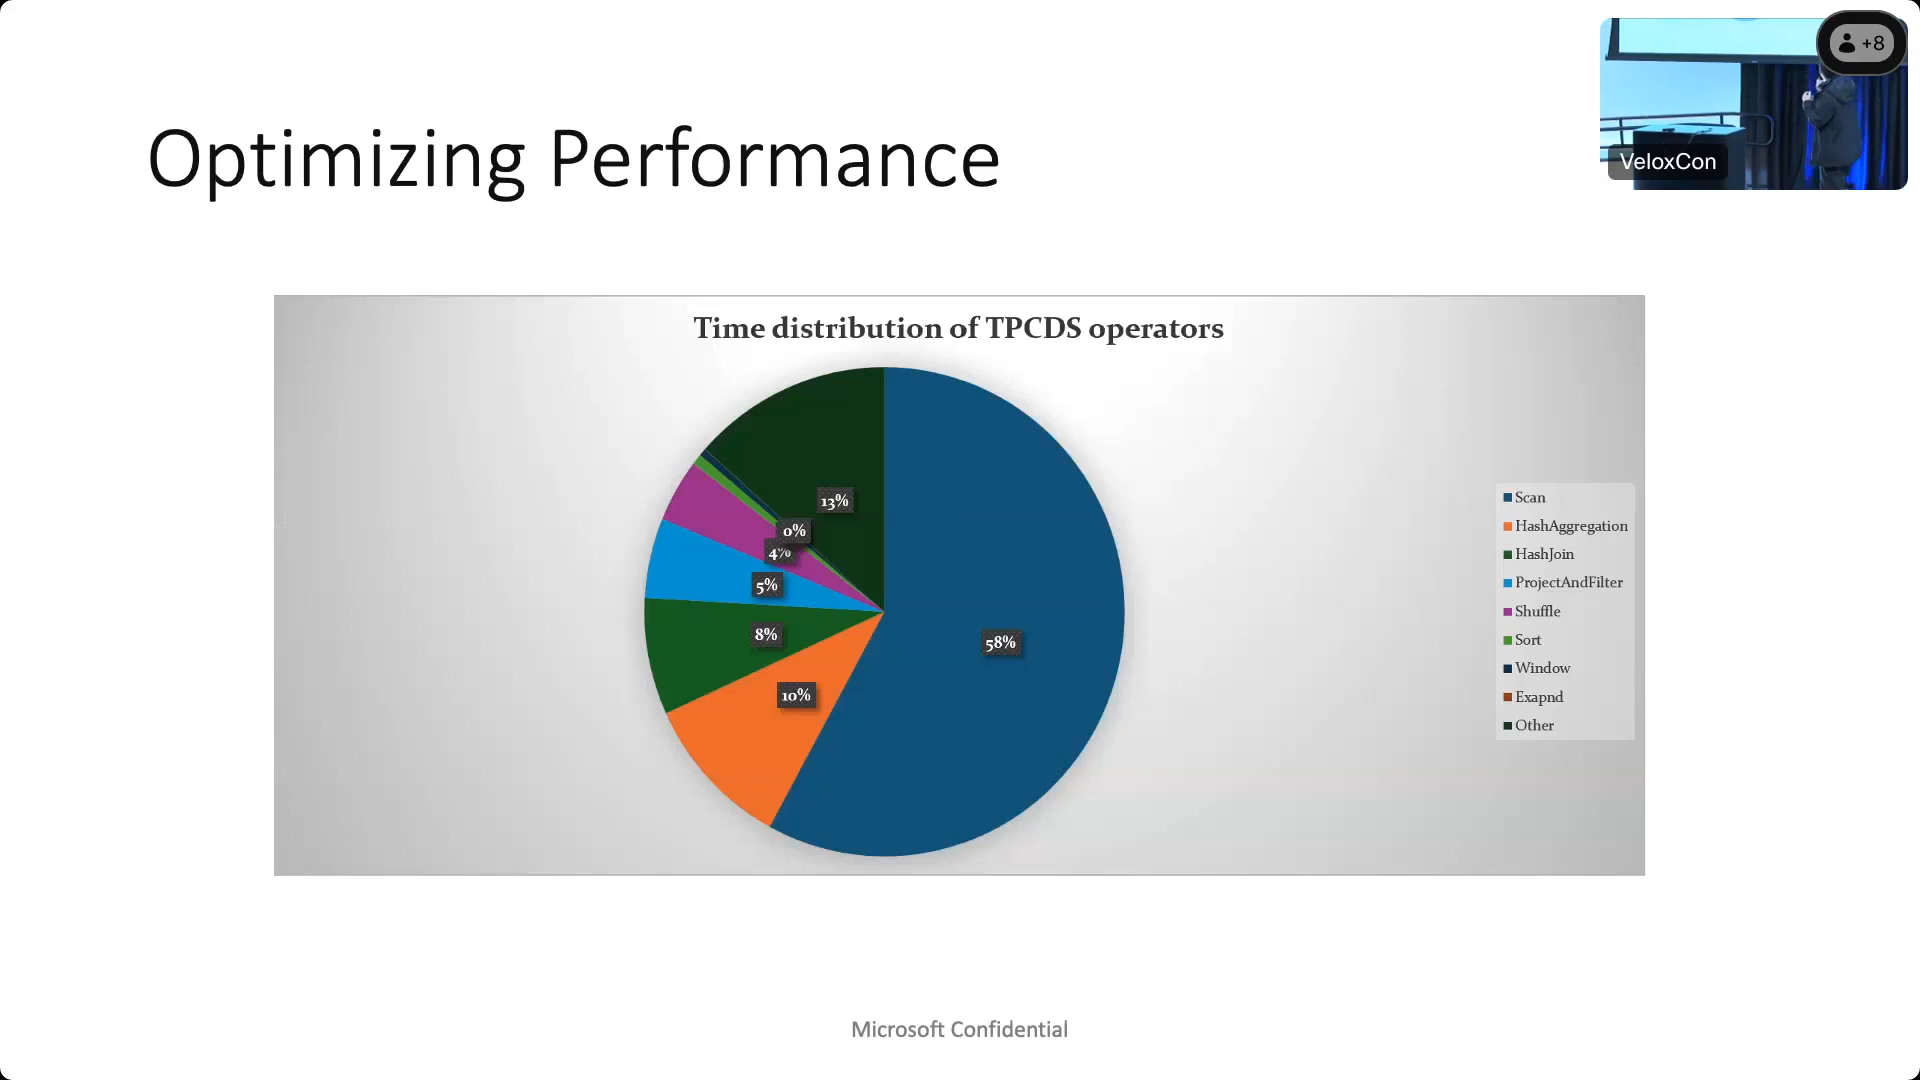 +8
VeloxCon
Optimizing Performance
Time distribution of TPCDS operators
13%
0%
4%
5%
8%
10%
58%
Scan
HashAggregation
HashJoin
ProjectAndFilter
Shuffle
Sort
Window
Exapnd
Other
Microsoft Confidential